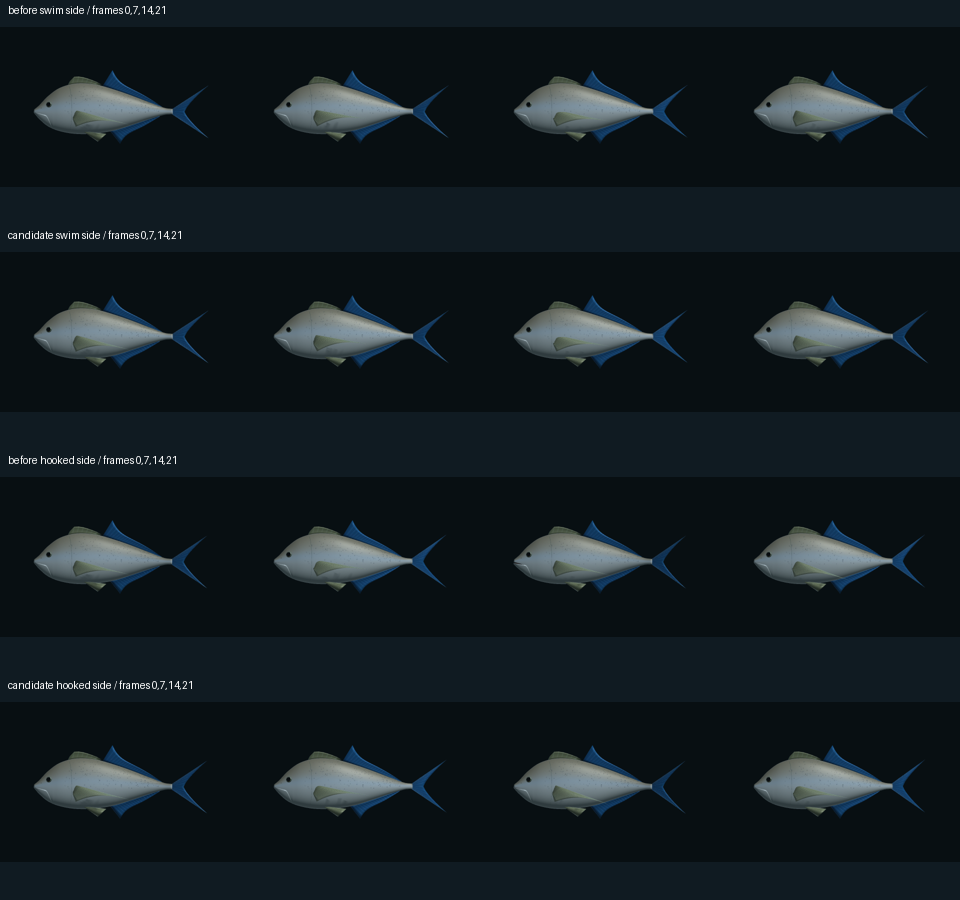 before swim side / frames 0,7,14,21
candidate swim side / frames 0,7,14,21
before hooked side / frames 0,7,14,21
candidate hooked side / frames 0,7,14,21